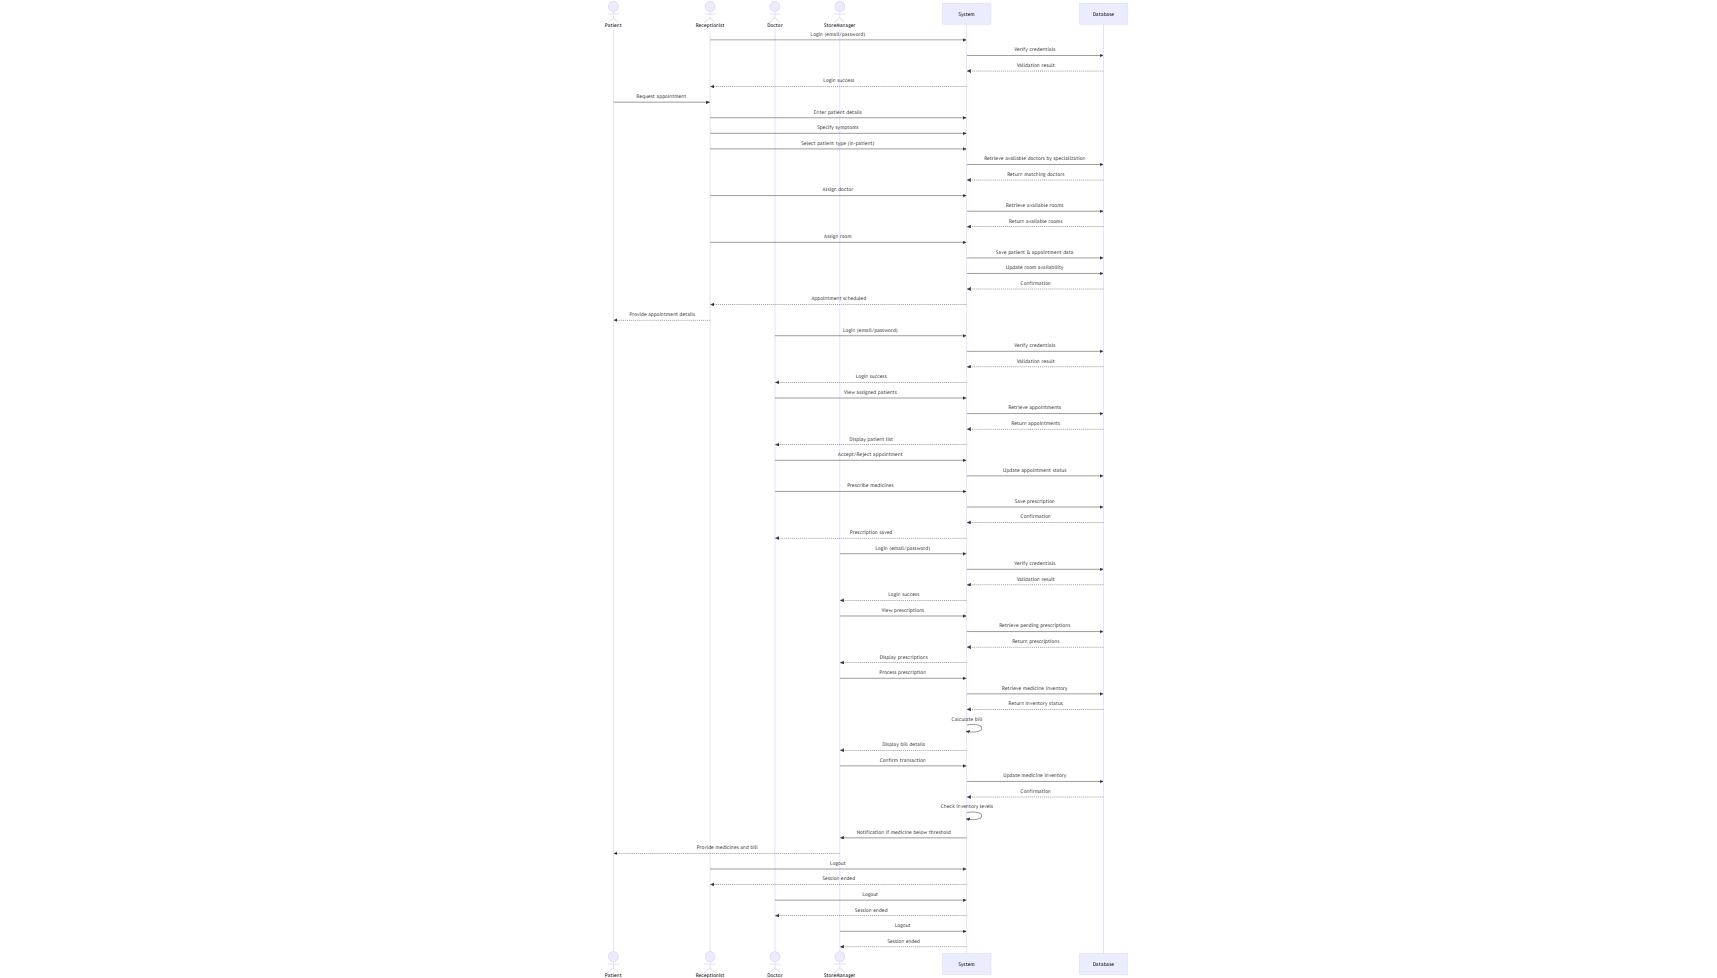 Patient
Receptionist
Doctor
StoreManager
System
Database
Login (email/password)
Verify credentials
Validation result
Login success
Request appointment
Enter patient details
Specify symptoms
Select patient type (in-patient)
Retrieve available doctors by specialization
Return matching doctors
Assign doctor
Retrieve available rooms
Return available rooms
Assign room
Save patient & appointment data
Update room availability
Confirmation
Appointment scheduled
Provide appointment details
Login (email/password)
Verify credentials
Validation result
Login success
View assigned patients
Retrieve appointments
Return appointments
Display patient list
Accept/Reject appointment
Update appointment status
Prescribe medicines
Save prescription
Confirmation
Prescription saved
Login (email/password)
Verify credentials
Validation result
Login success
View prescriptions
Retrieve pending prescriptions
Return prescriptions
Display prescriptions
Process prescription
Retrieve medicine inventory
Return inventory status
Calculate bill
Display bill details
Confirm transaction
Update medicine inventory
Confirmation
Check inventory levels
Notification if medicine below threshold
Provide medicines and bill
Logout
Session ended
Logout
Session ended
Logout
Session ended
Patient
Receptionist
Doctor
StoreManager
System
Database